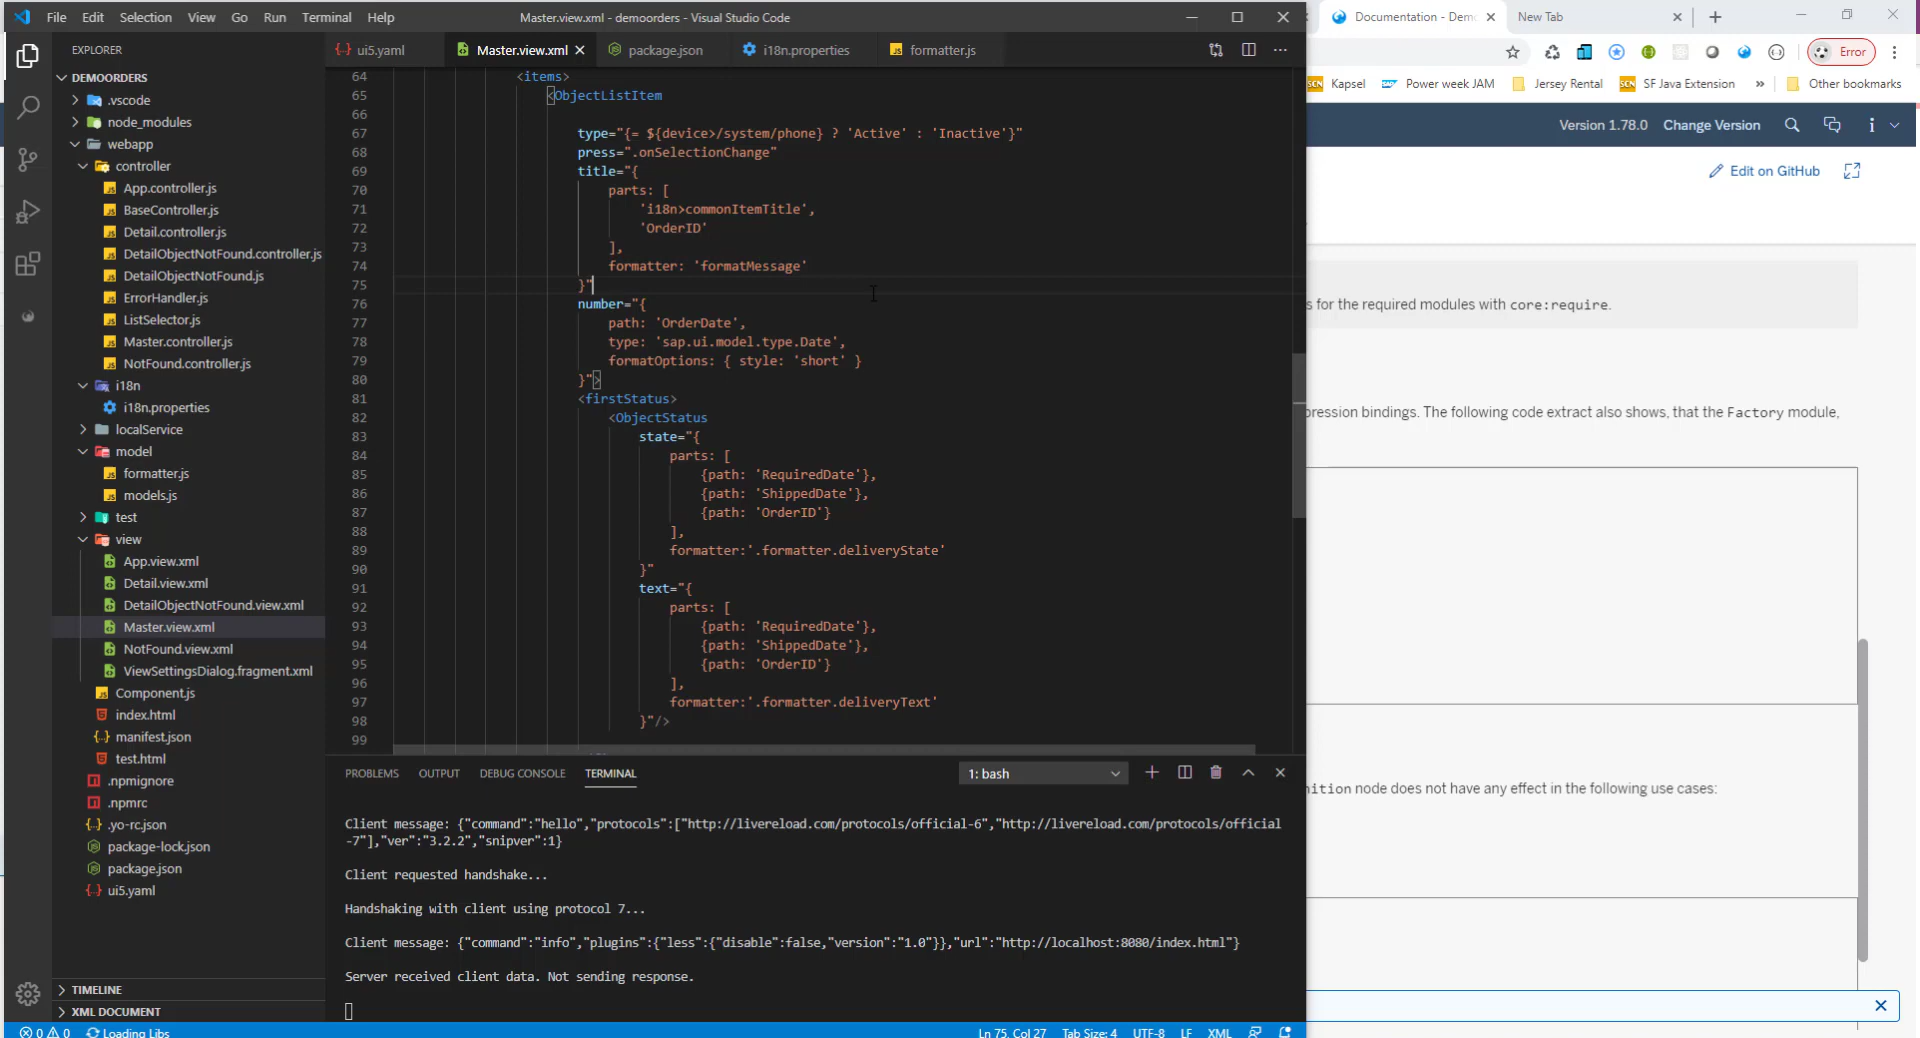 File Edit Selection View Go Run Terminal Help
Master.view.xml - demoorders - Visual Studio Code
EXPLORER
DEMOORDERS
.vscode
node_modules
webapp
controller
App.controller.js
BaseController.js
Detail.controller.js
DetailObjectNotFound.controller.js
DetailObjectNotFound.js
ErrorHandler.js
ListSelector.js
Master.controller.js
NotFound.controller.js
i18n
i18n.properties
localService
model
formatter.js
models.js
test
view
App.view.xml
Detail.view.xml
DetailObjectNotFound.view.xml
Master.view.xml
NotFound.view.xml
ViewSettingsDialog.fragment.xml
Component.js
index.html
manifest.json
test.html
.npmignore
.npmrc
.yo-rc.json
package-lock.json
package.json
ui5.yaml
TIMELINE
XML DOCUMENT
ui5.yaml Master.view.xml package.json i18n.properties formatter.js
64 <items>
65 <ObjectListItem
66
67 type="{= ${device>/system/phone} ? 'Active' : 'Inactive'}"
68 press=".onSelectionChange"
69 title="{
70 parts: [
71 'i18n>commonItemTitle',
72 'OrderID'
73 ],
74 formatter: 'formatMessage'
75 }"
76 number="{
77 path: 'OrderDate',
78 type: 'sap.ui.model.type.Date',
79 formatOptions: { style: 'short' }
80 }">
81 <firstStatus>
82 <ObjectStatus
83 state="{
84 parts: [
85 {path: 'RequiredDate'},
86 {path: 'ShippedDate'},
87 {path: 'OrderID'}
88 ],
89 formatter:'.formatter.deliveryState'
90 }"
91 text="{
92 parts: [
93 {path: 'RequiredDate'},
94 {path: 'ShippedDate'},
95 {path: 'OrderID'}
96 ],
97 formatter:'.formatter.deliveryText'
98 }"/>
99
PROBLEMS OUTPUT DEBUG CONSOLE TERMINAL 1: bash
Client message: {"command":"hello","protocols":["http://livereload.com/protocols/official-6","http://livereload.com/protocols/official
-7"],"ver":"3.2.2","snipver":1}
Client requested handshake...
Handshaking with client using protocol 7...
Client message: {"command":"info","plugins":{"less":{"disable":false,"version":"1.0"}},"url":"http://localhost:8080/index.html"}
Server received client data. Not sending response.
0 0 Loading Libs Ln 75, Col 27 Tab Size: 4 UTF-8 LF XML
Documentation - Dem New Tab
Error
SCN Kapsel SAP Power week JAM Jersey Rental SCN SF Java Extension » Other bookmarks
Version 1.78.0 Change Version
Edit on GitHub
s for the required modules with core:require.
pression bindings. The following code extract also shows, that the Factory module,
nition node does not have any effect in the following use cases: